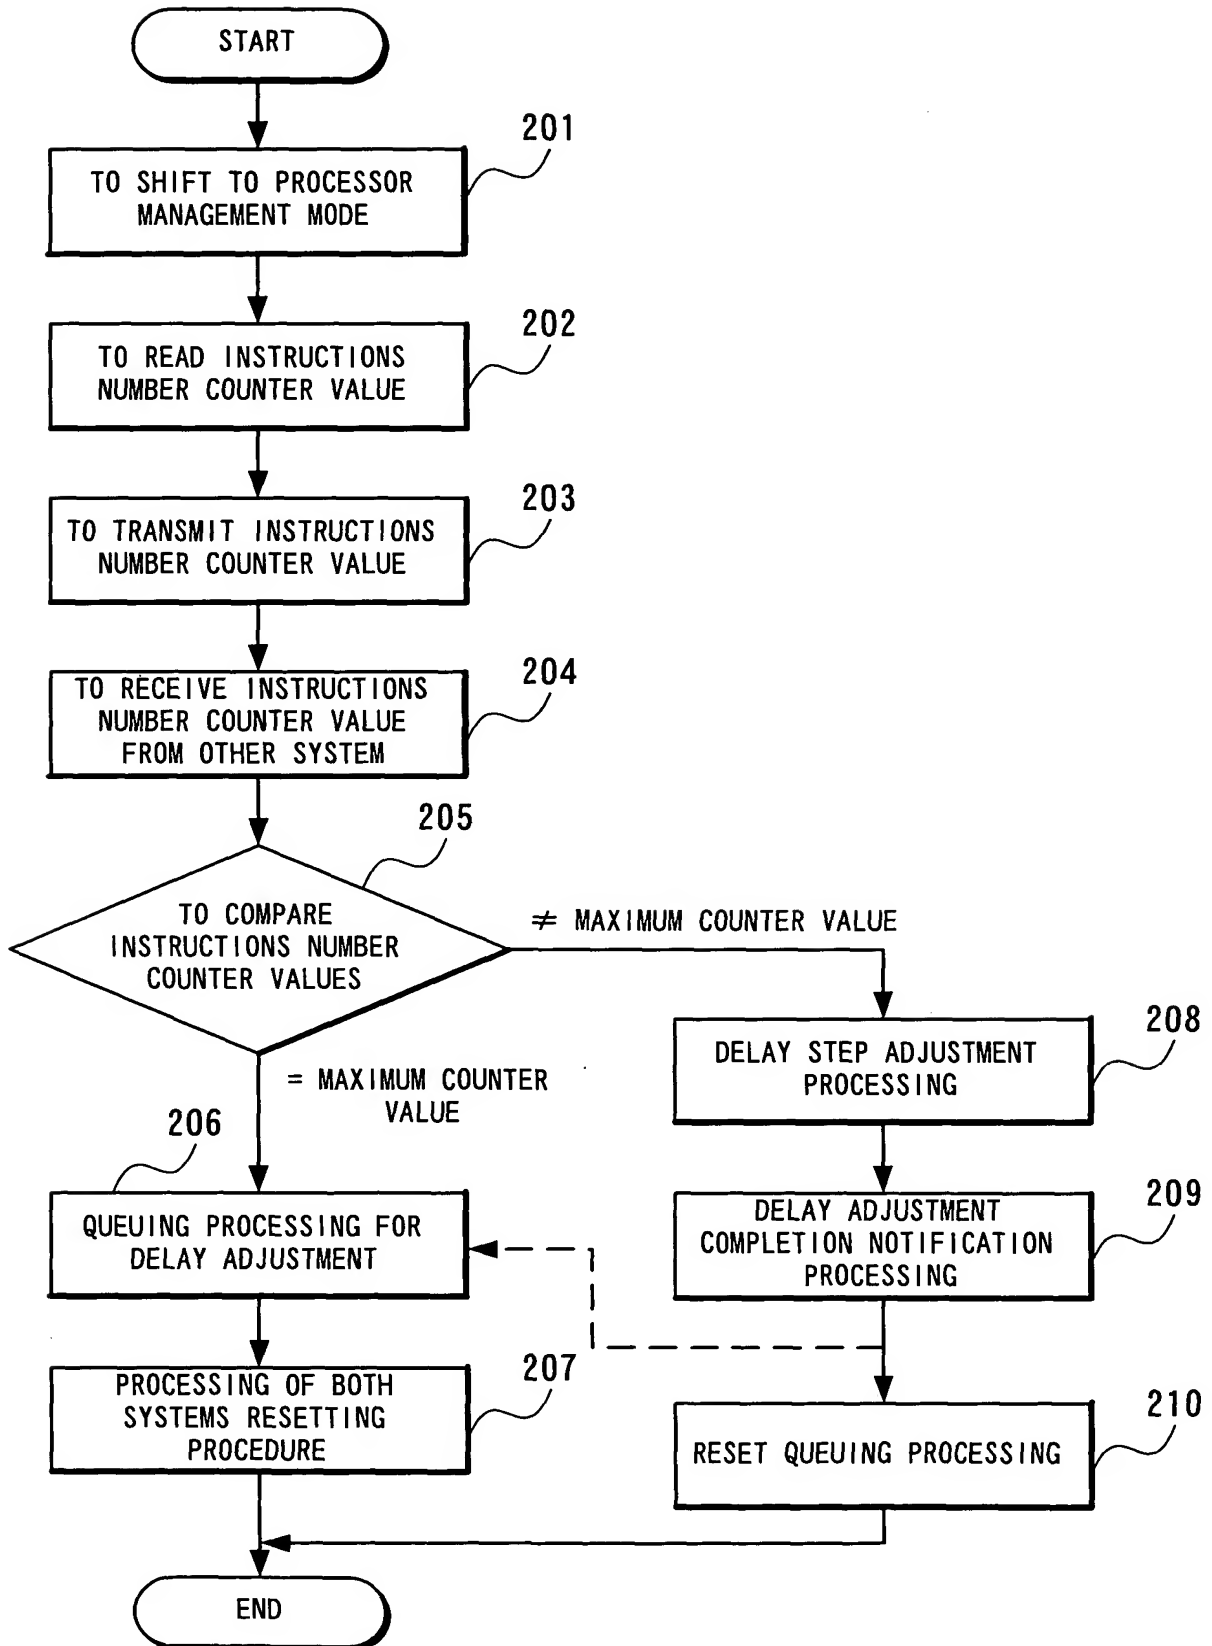 START
201
TO SHIFT TO PROCESSOR
MANAGEMENT MODE
202
TO READ INSTRUCTIONS
NUMBER COUNTER VALUE
203
TO TRANSMIT INSTRUCTIONS
NUMBER COUNTER VALUE
204
TO RECEIVE INSTRUCTIONS
NUMBER COUNTER VALUE
FROM OTHER SYSTEM
205
TO COMPARE
INSTRUCTIONS NUMBER
COUNTER VALUES
≠ MAXIMUM COUNTER VALUE
= MAXIMUM COUNTER
VALUE
206
QUEUING PROCESSING FOR
DELAY ADJUSTMENT
207
PROCESSING OF BOTH
SYSTEMS RESETTING
PROCEDURE
208
DELAY STEP ADJUSTMENT
PROCESSING
209
DELAY ADJUSTMENT
COMPLETION NOTIFICATION
PROCESSING
210
RESET QUEUING PROCESSING
END